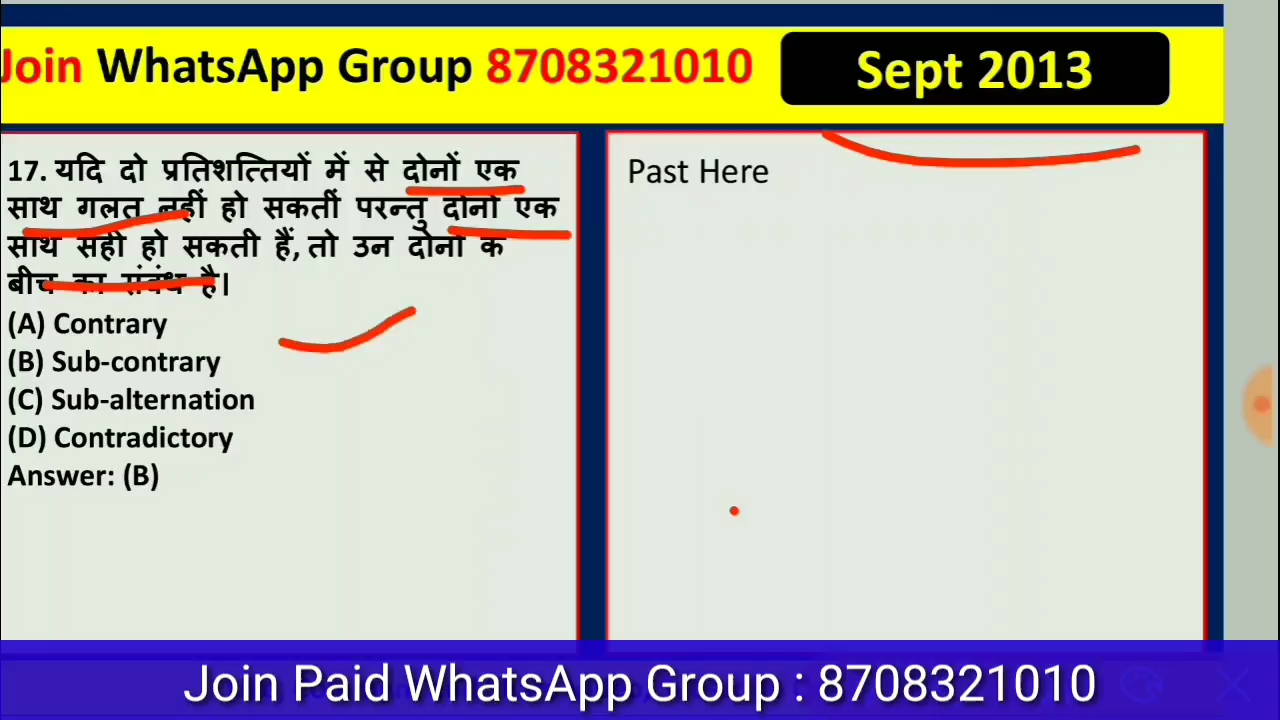 Join WhatsApp Group 8708321010
Sept 2013
17. यदि दो प्रतिशत्तियों में से दोनों एक
साथ गलत नहीं हो सकतीं परन्तु दोनों एक
साथ सही हो सकती हैं, तो उन दोनों के
बीच का संबंध है।
(A) Contrary
(B) Sub-contrary
(C) Sub-alternation
(D) Contradictory
Answer: (B)
Past Here
Join Paid WhatsApp Group : 8708321010